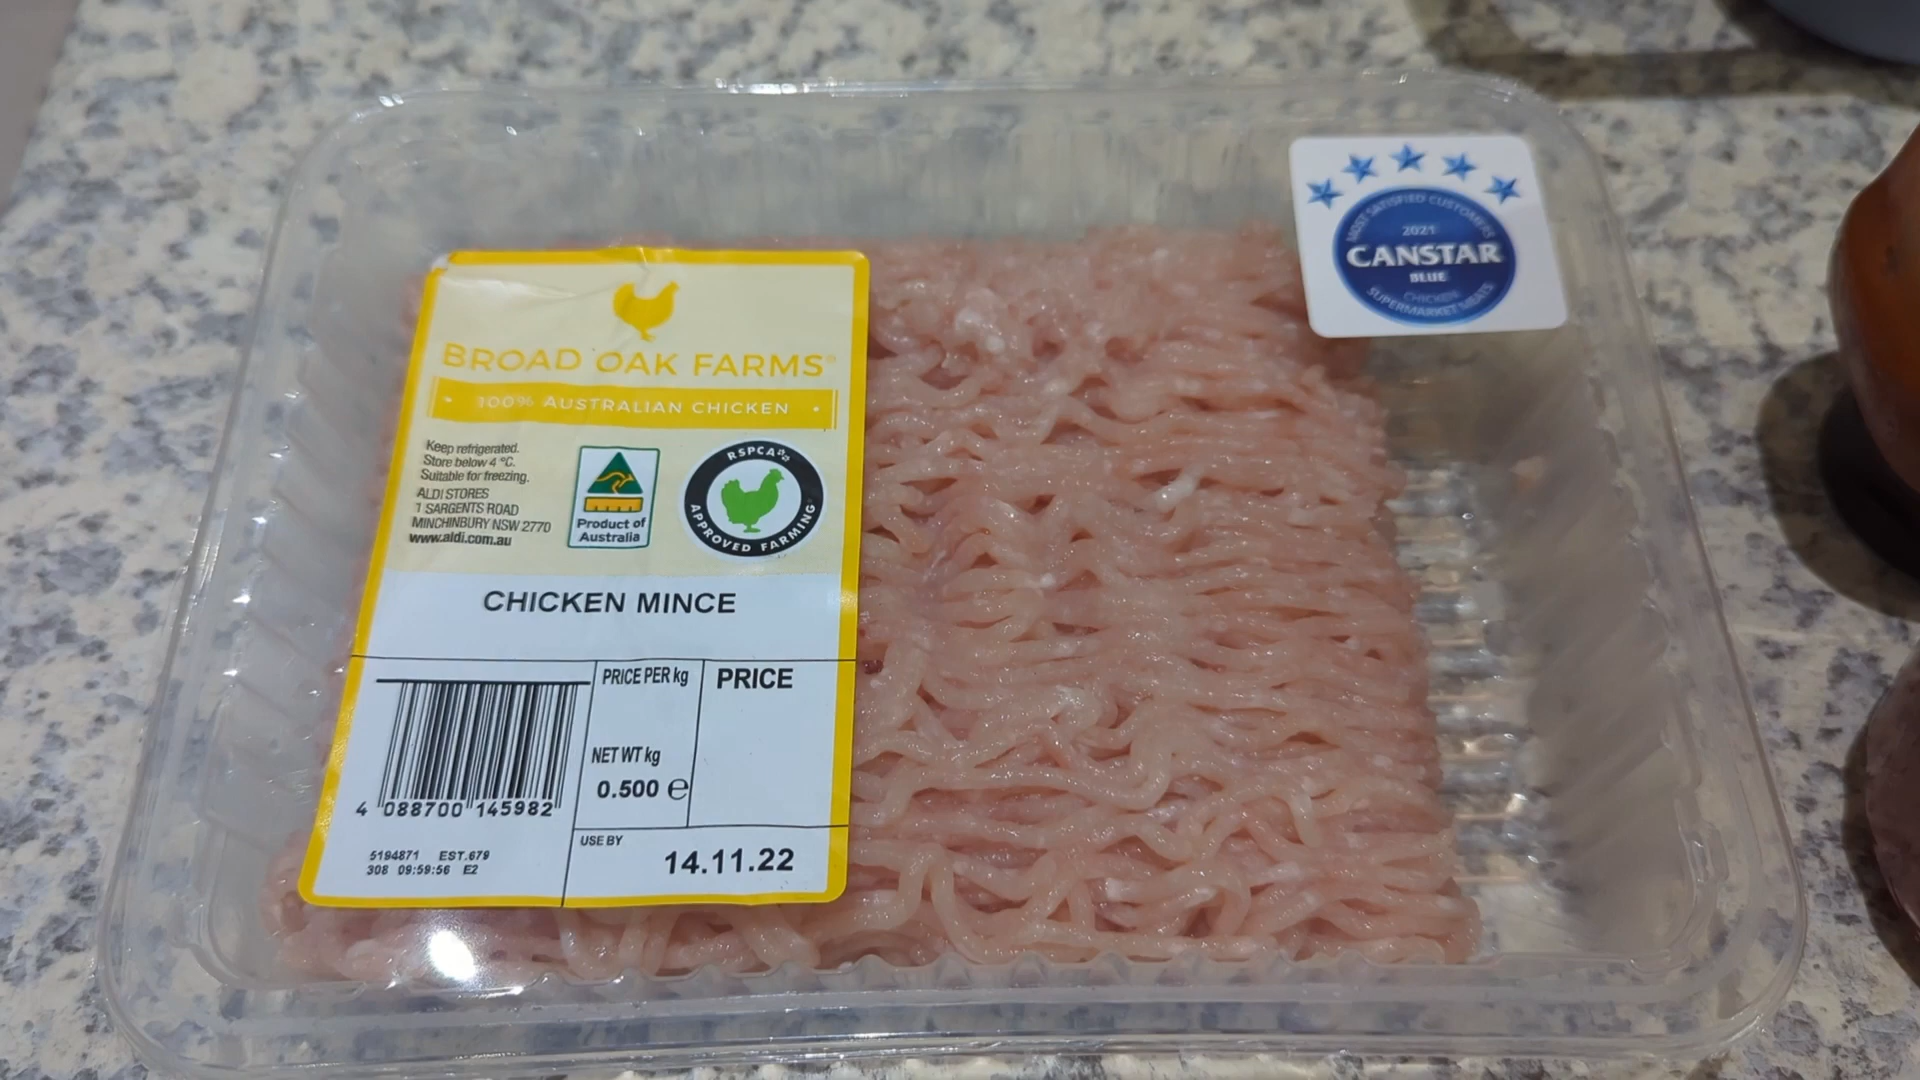 BROAD OAK FARMS®
• 100% AUSTRALIAN CHICKEN •
Keep refrigerated.
Store below 4 °C.
Suitable for freezing.
ALDI STORES
1 SARGENTS ROAD
MINCHINBURY NSW 2770
www.aldi.com.au
Product of
Australia
RSPCA
APPROVED FARMING
CHICKEN MINCE
PRICE PER kg
PRICE
NET WT kg
0.500 ℮
4 088700 145982
5194871 EST.679
308 09:59:56 E2
USE BY
14.11.22
MOST SATISFIED CUSTOMERS
2021
CANSTAR
BLUE
CHICKEN
SUPERMARKET MEATS